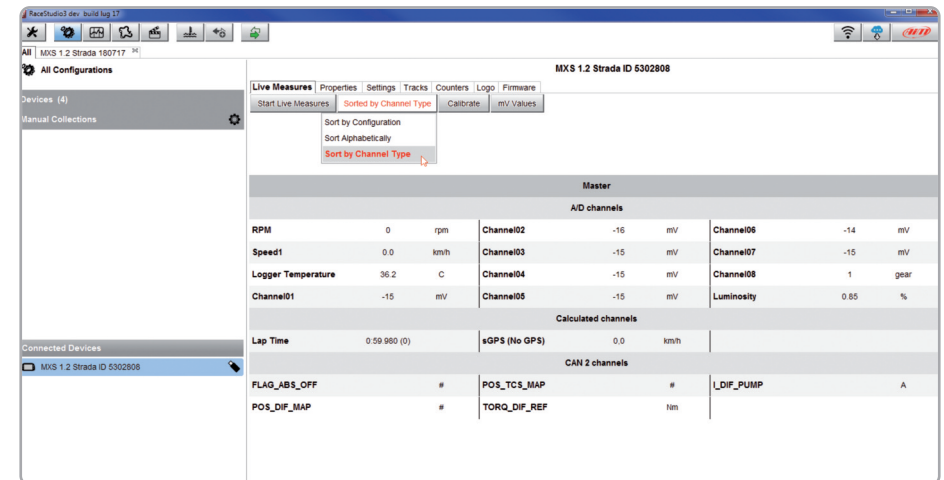 RaceStudio3 dev build lug 17
AiM
All MXS 1.2 Strada 180717
All Configurations
Devices (4)
Manual Collections
MXS 1.2 Strada ID 5302808
Live Measures Properties Settings Tracks Counters Logo Firmware
Start Live Measures Sorted by Channel Type Calibrate mV Values
Sort by Configuration
Sort Alphabetically
Sort by Channel Type
Master
A/D channels
RPM 0 rpm Channel02 -16 mV Channel06 -14 mV
Speed1 0.0 km/h Channel03 -15 mV Channel07 -15 mV
Logger Temperature 36.2 C Channel04 -15 mV Channel08 1 gear
Channel01 -15 mV Channel05 -15 mV Luminosity 0.85 %
Calculated channels
Lap Time 0:59.980 (0) sGPS (No GPS) 0,0 km/h
CAN 2 channels
FLAG_ABS_OFF # POS_TCS_MAP # I_DIF_PUMP A
POS_DIF_MAP # TORQ_DIF_REF Nm
Connected Devices
MXS 1.2 Strada ID 5302808